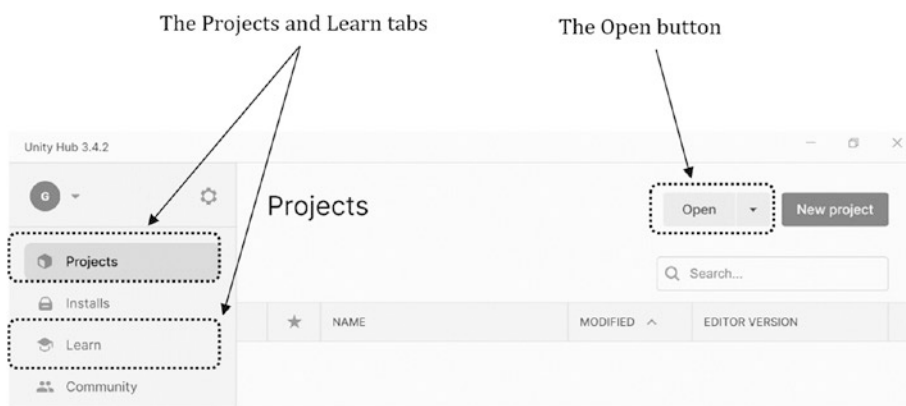 The Projects and Learn tabs
The Open button
Unity Hub 3.4.2
G
Projects
Open
New project
Projects
Search...
Installs
NAME
MODIFIED
EDITOR VERSION
Learn
Community